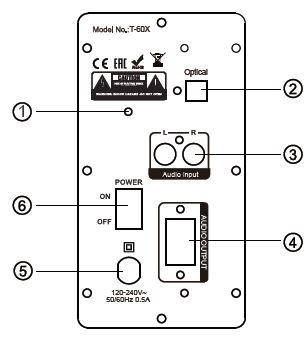 Model No.:T-60X
CE EAC
CAUTION
Optical
①
②
L R
③
Audio Input
POWER
ON
⑥
OFF
AUDIO OUTPUT
④
⑤
120-240V~
50/60Hz 0.5A